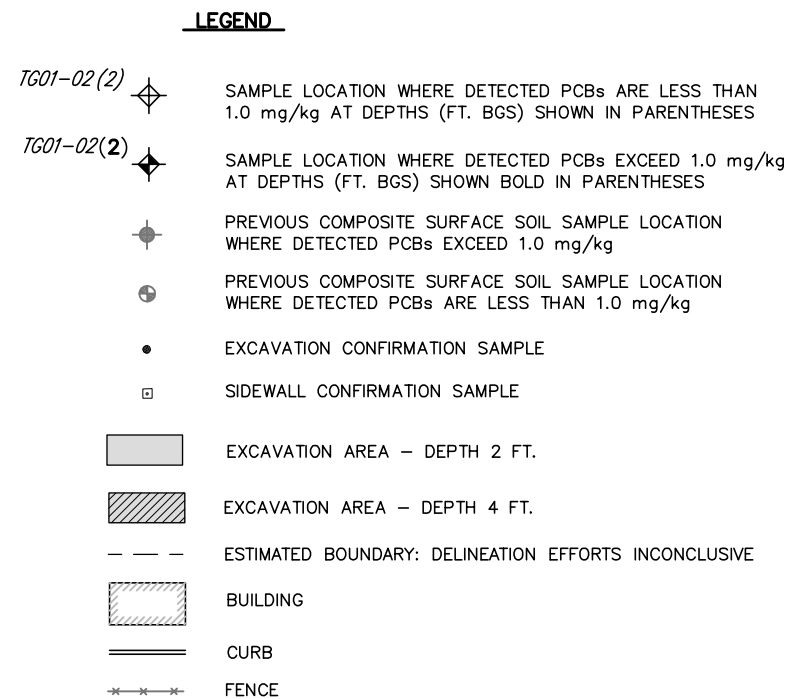 LEGEND
TG01-02(2)
SAMPLE LOCATION WHERE DETECTED PCBs ARE LESS THAN
1.0 mg/kg AT DEPTHS (FT. BGS) SHOWN IN PARENTHESES
TG01-02(2)
SAMPLE LOCATION WHERE DETECTED PCBs EXCEED 1.0 mg/kg
AT DEPTHS (FT. BGS) SHOWN BOLD IN PARENTHESES
PREVIOUS COMPOSITE SURFACE SOIL SAMPLE LOCATION
WHERE DETECTED PCBs EXCEED 1.0 mg/kg
PREVIOUS COMPOSITE SURFACE SOIL SAMPLE LOCATION
WHERE DETECTED PCBs ARE LESS THAN 1.0 mg/kg
EXCAVATION CONFIRMATION SAMPLE
SIDEWALL CONFIRMATION SAMPLE
EXCAVATION AREA – DEPTH 2 FT.
EXCAVATION AREA – DEPTH 4 FT.
ESTIMATED BOUNDARY: DELINEATION EFFORTS INCONCLUSIVE
BUILDING
CURB
FENCE